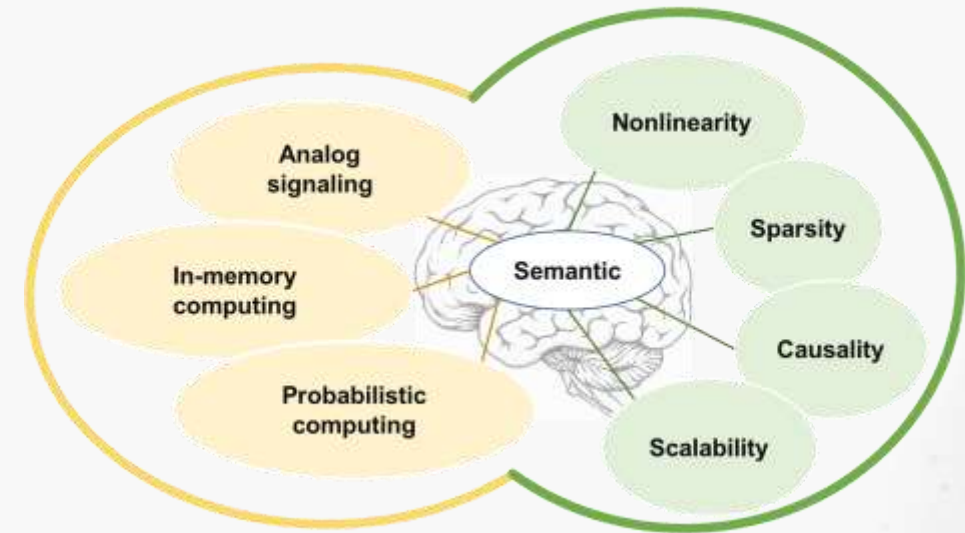 Analog
signaling
In-memory
computing
Probabilistic
computing
Semantic
Nonlinearity
Sparsity
Causality
Scalability